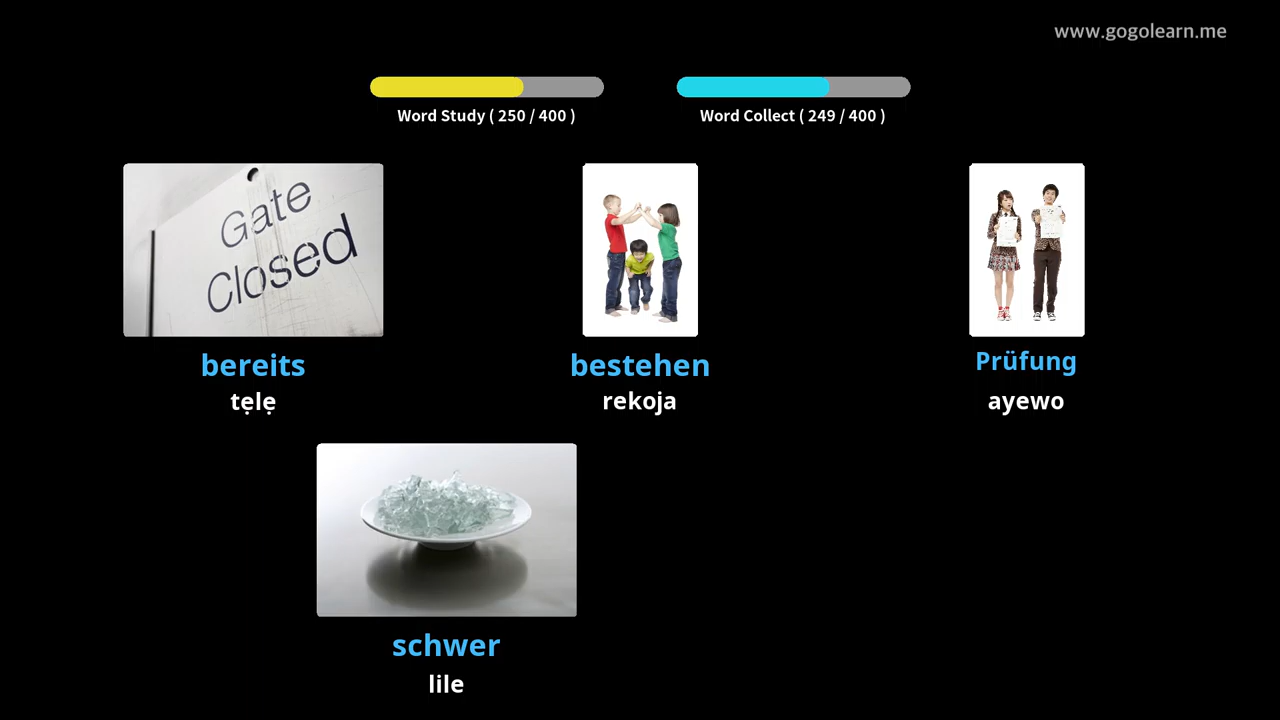 www.gogolearn.me
Word Study ( 250 / 400 )
Word Collect ( 249 / 400 )
Gate
Closed
bereits
tẹlẹ
bestehen
rekoja
Prüfung
ayewo
schwer
lile